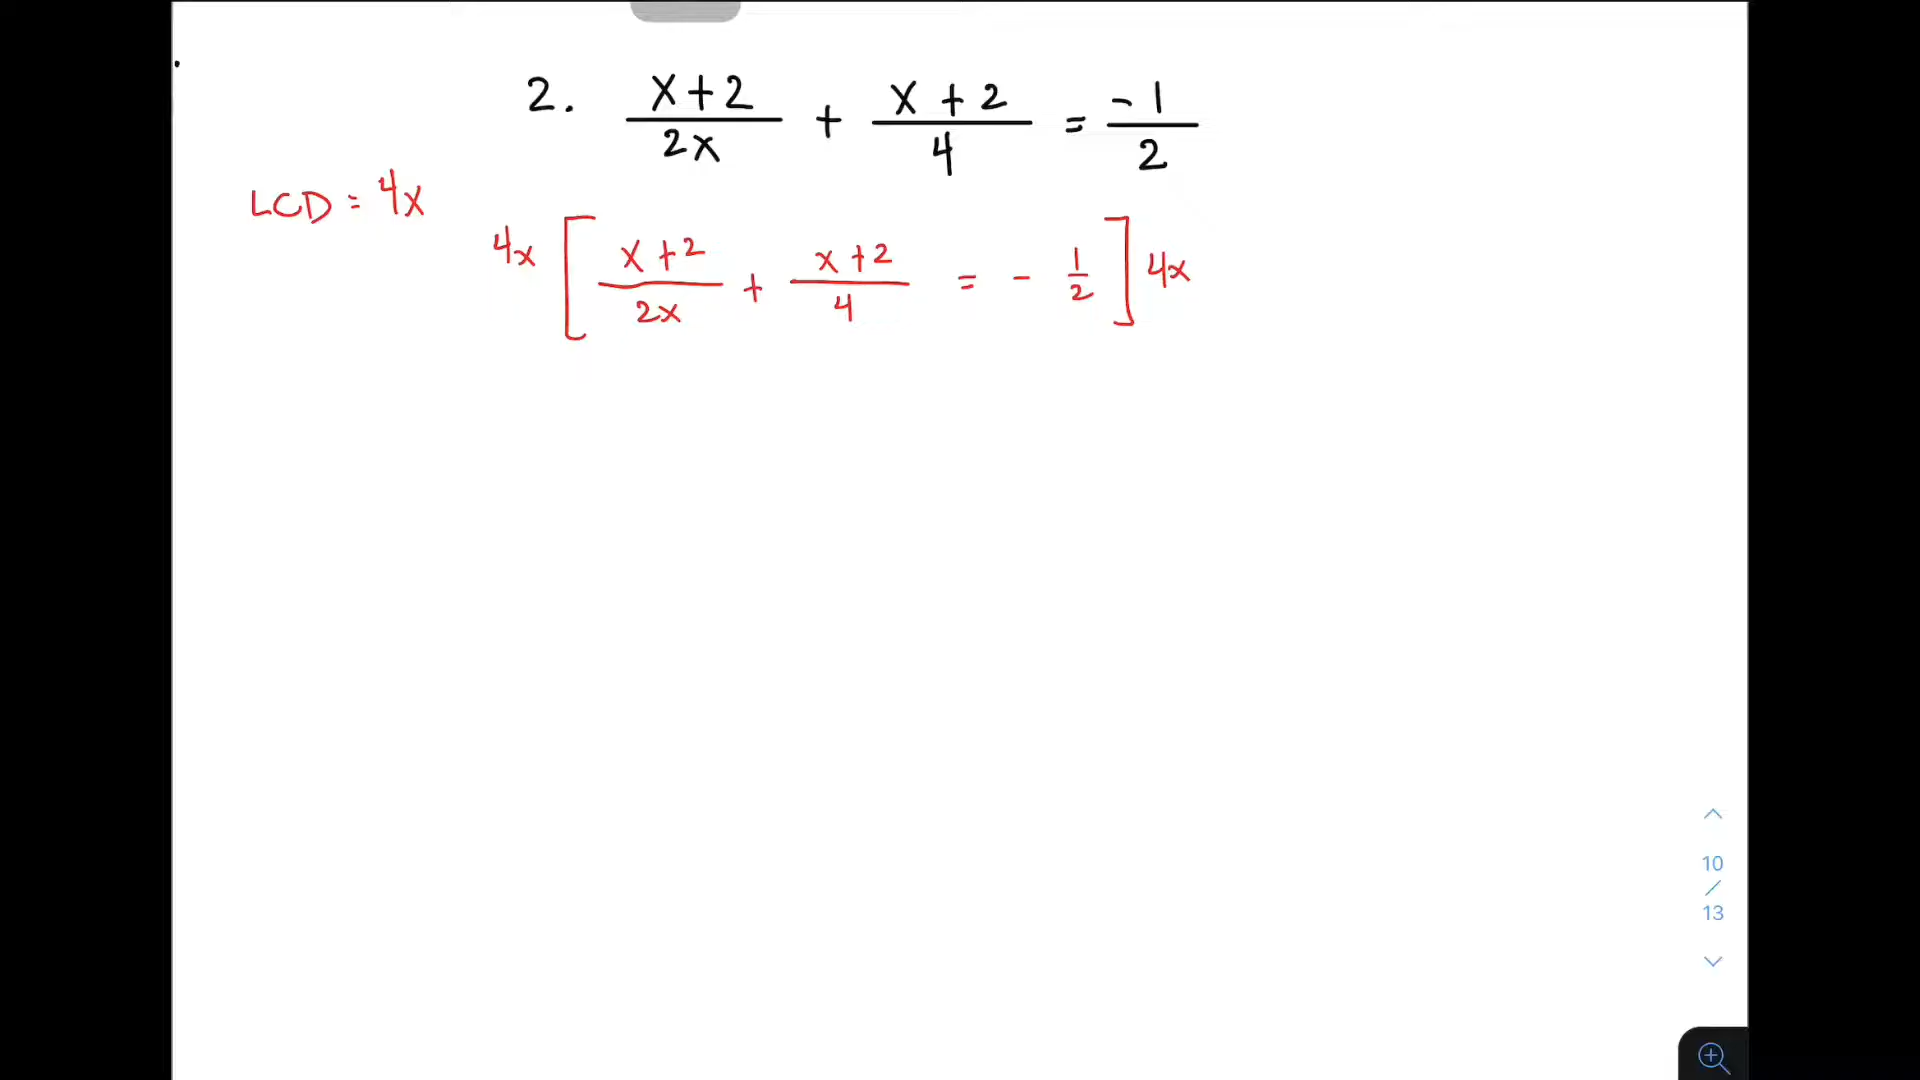 2. x+2/2x + x+2/4 = -1/2
LCD = 4x
4x [ x+2/2x + x+2/4 = - 1/2 ] 4x
10
/
13